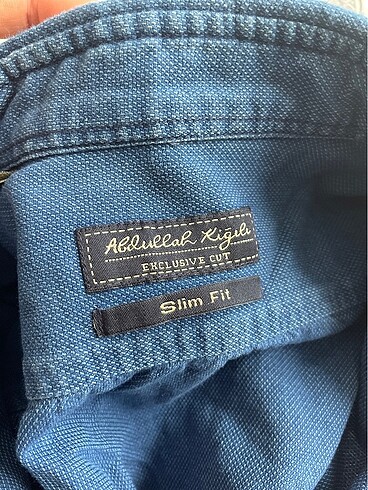 Abdullah Kiğılı
EXCLUSIVE CUT
Slim Fit